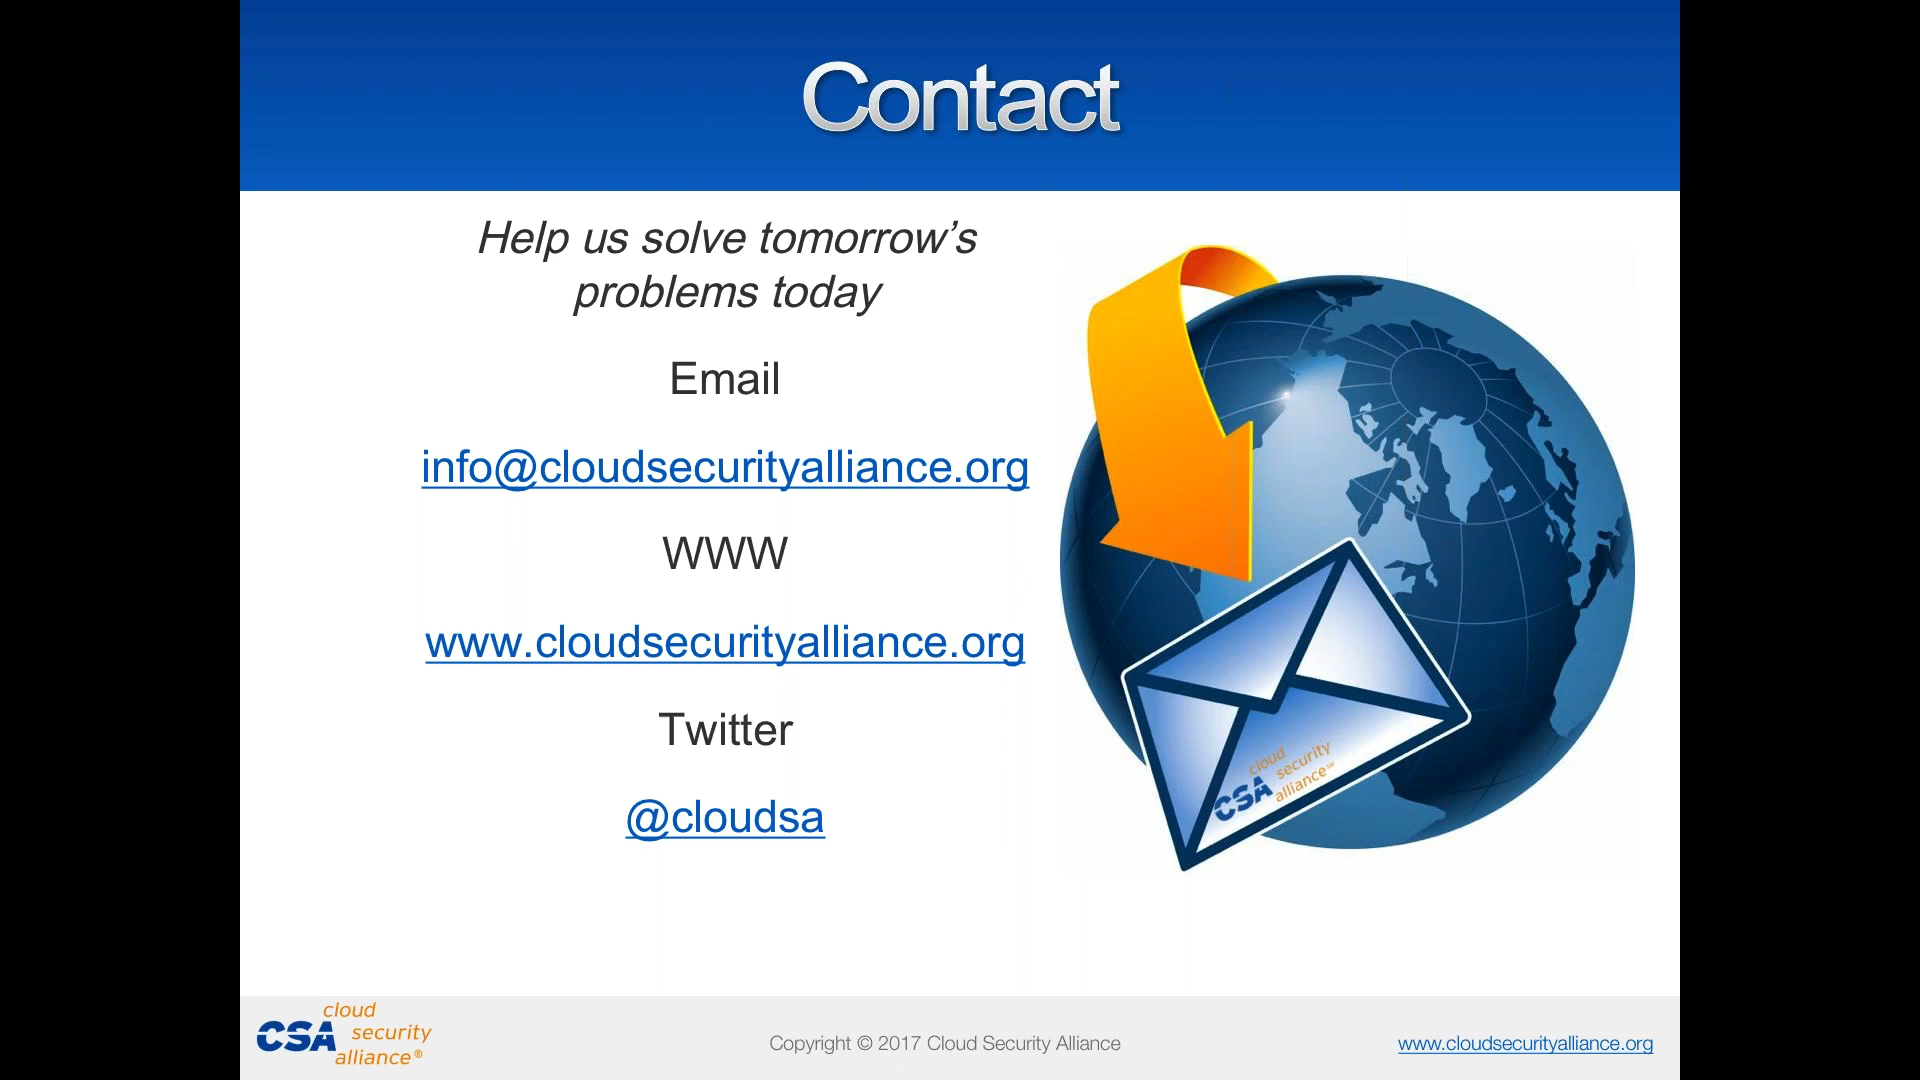 Contact
Help us solve tomorrow's
problems today
Email
info@cloudsecurityalliance.org
WWW
www.cloudsecurityalliance.org
Twitter
@cloudsa
cloud
security
CSA
alliance℠
cloud
CSA security
alliance®
Copyright © 2017 Cloud Security Alliance
www.cloudsecurityalliance.org